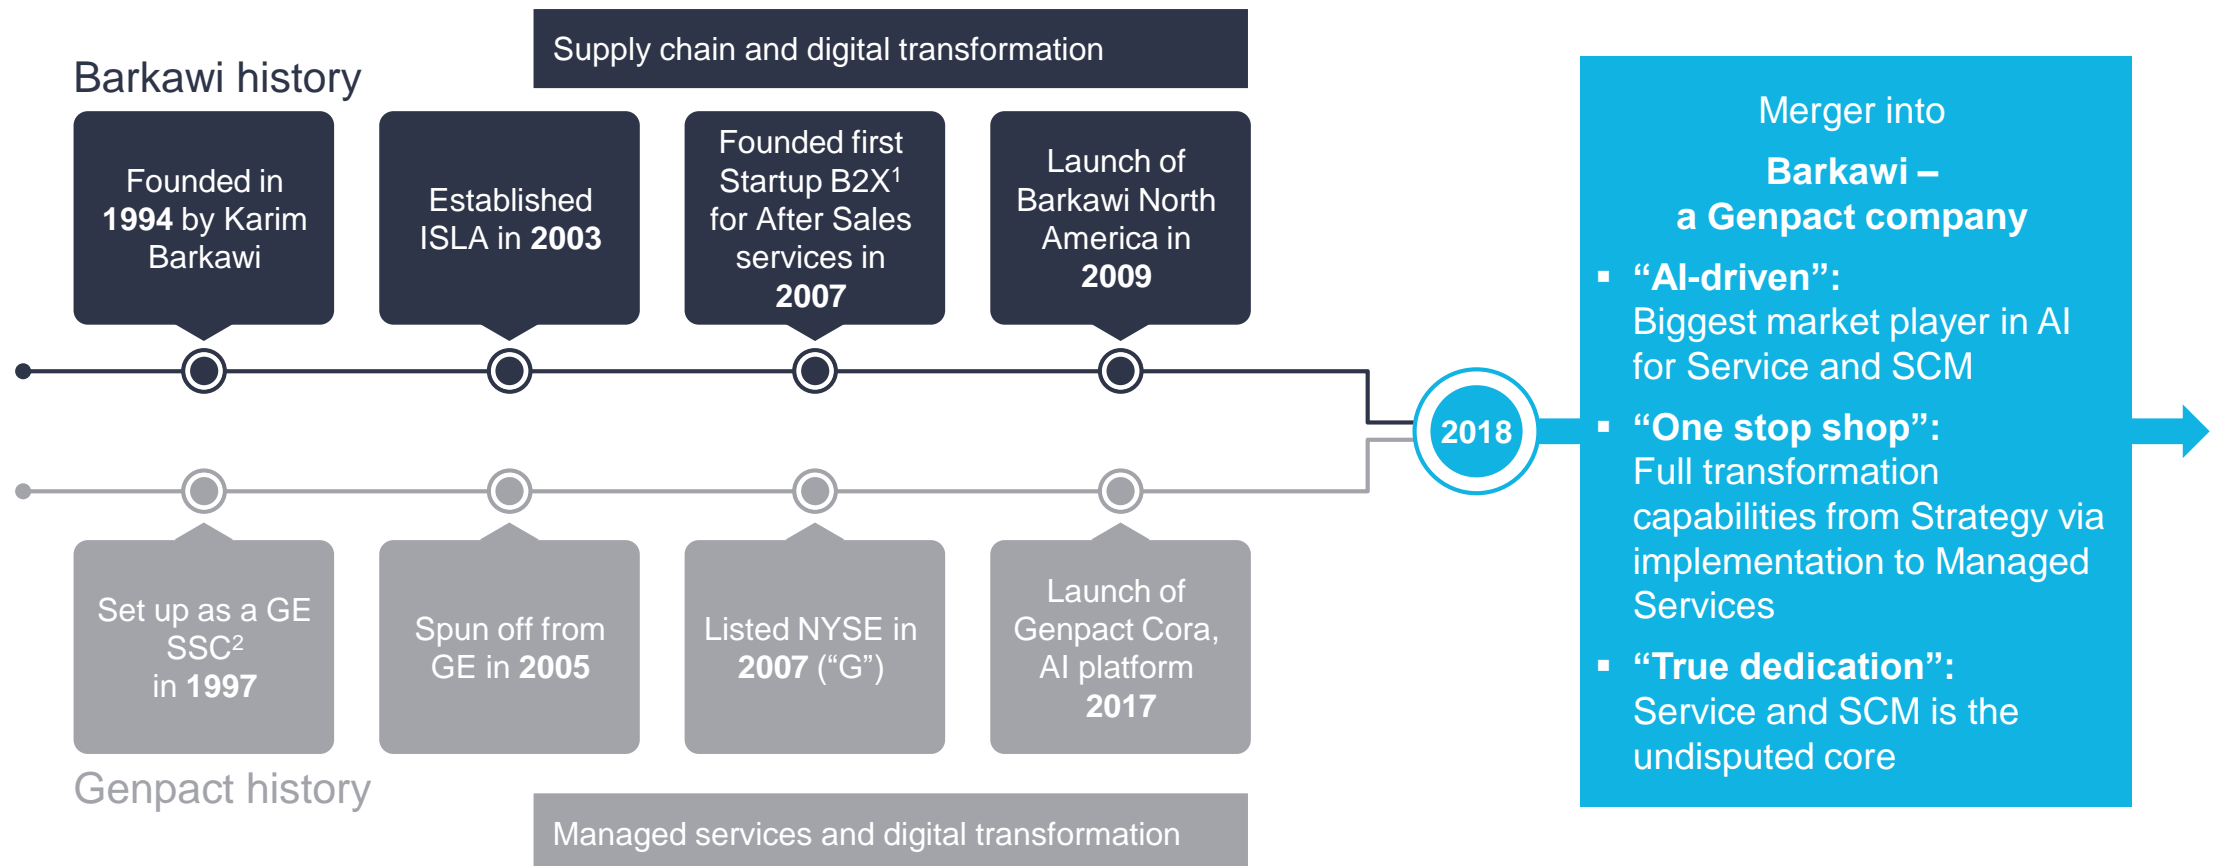 Supply chain and digital transformation
Barkawi history
Founded in
1994 by Karim
Barkawi
Established
ISLA in 2003
Founded first
Startup B2X¹
for After Sales
services in
2007
Launch of
Barkawi North
America in
2009
Set up as a GE
SSC²
in 1997
Spun off from
GE in 2005
Listed NYSE in
2007 (“G”)
Launch of
Genpact Cora,
AI platform
2017
Genpact history
Managed services and digital transformation
2018
Merger into
Barkawi –
a Genpact company
▪ “AI-driven”:
Biggest market player in AI
for Service and SCM
▪ “One stop shop”:
Full transformation
capabilities from Strategy via
implementation to Managed
Services
▪ “True dedication”:
Service and SCM is the
undisputed core